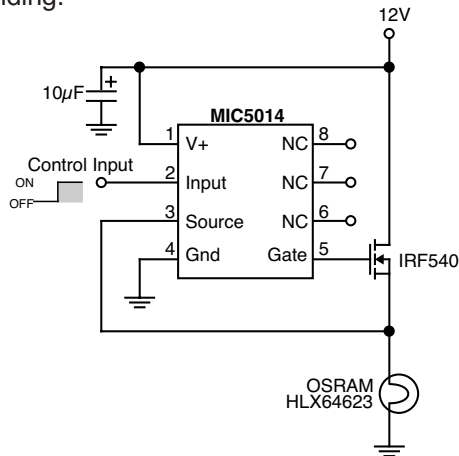 nding.
12V
10µF
+
MIC5014
1 V+ NC 8
Control Input
ON
OFF
2 Input NC 7
3 Source NC 6
4 Gnd Gate 5
IRF540
OSRAM
HLX64623